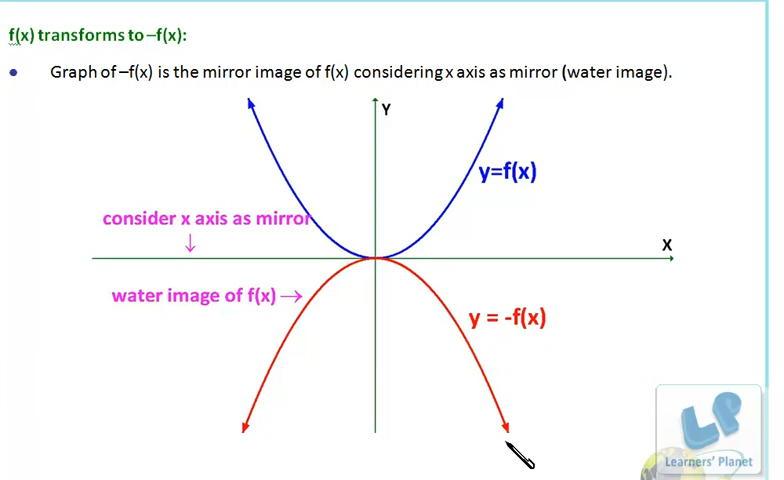 f(x) transforms to –f(x):
• Graph of –f(x) is the mirror image of f(x) considering x axis as mirror (water image).
Y
y=f(x)
consider x axis as mirror
X
water image of f(x)
y = -f(x)
LP
Learners' Planet